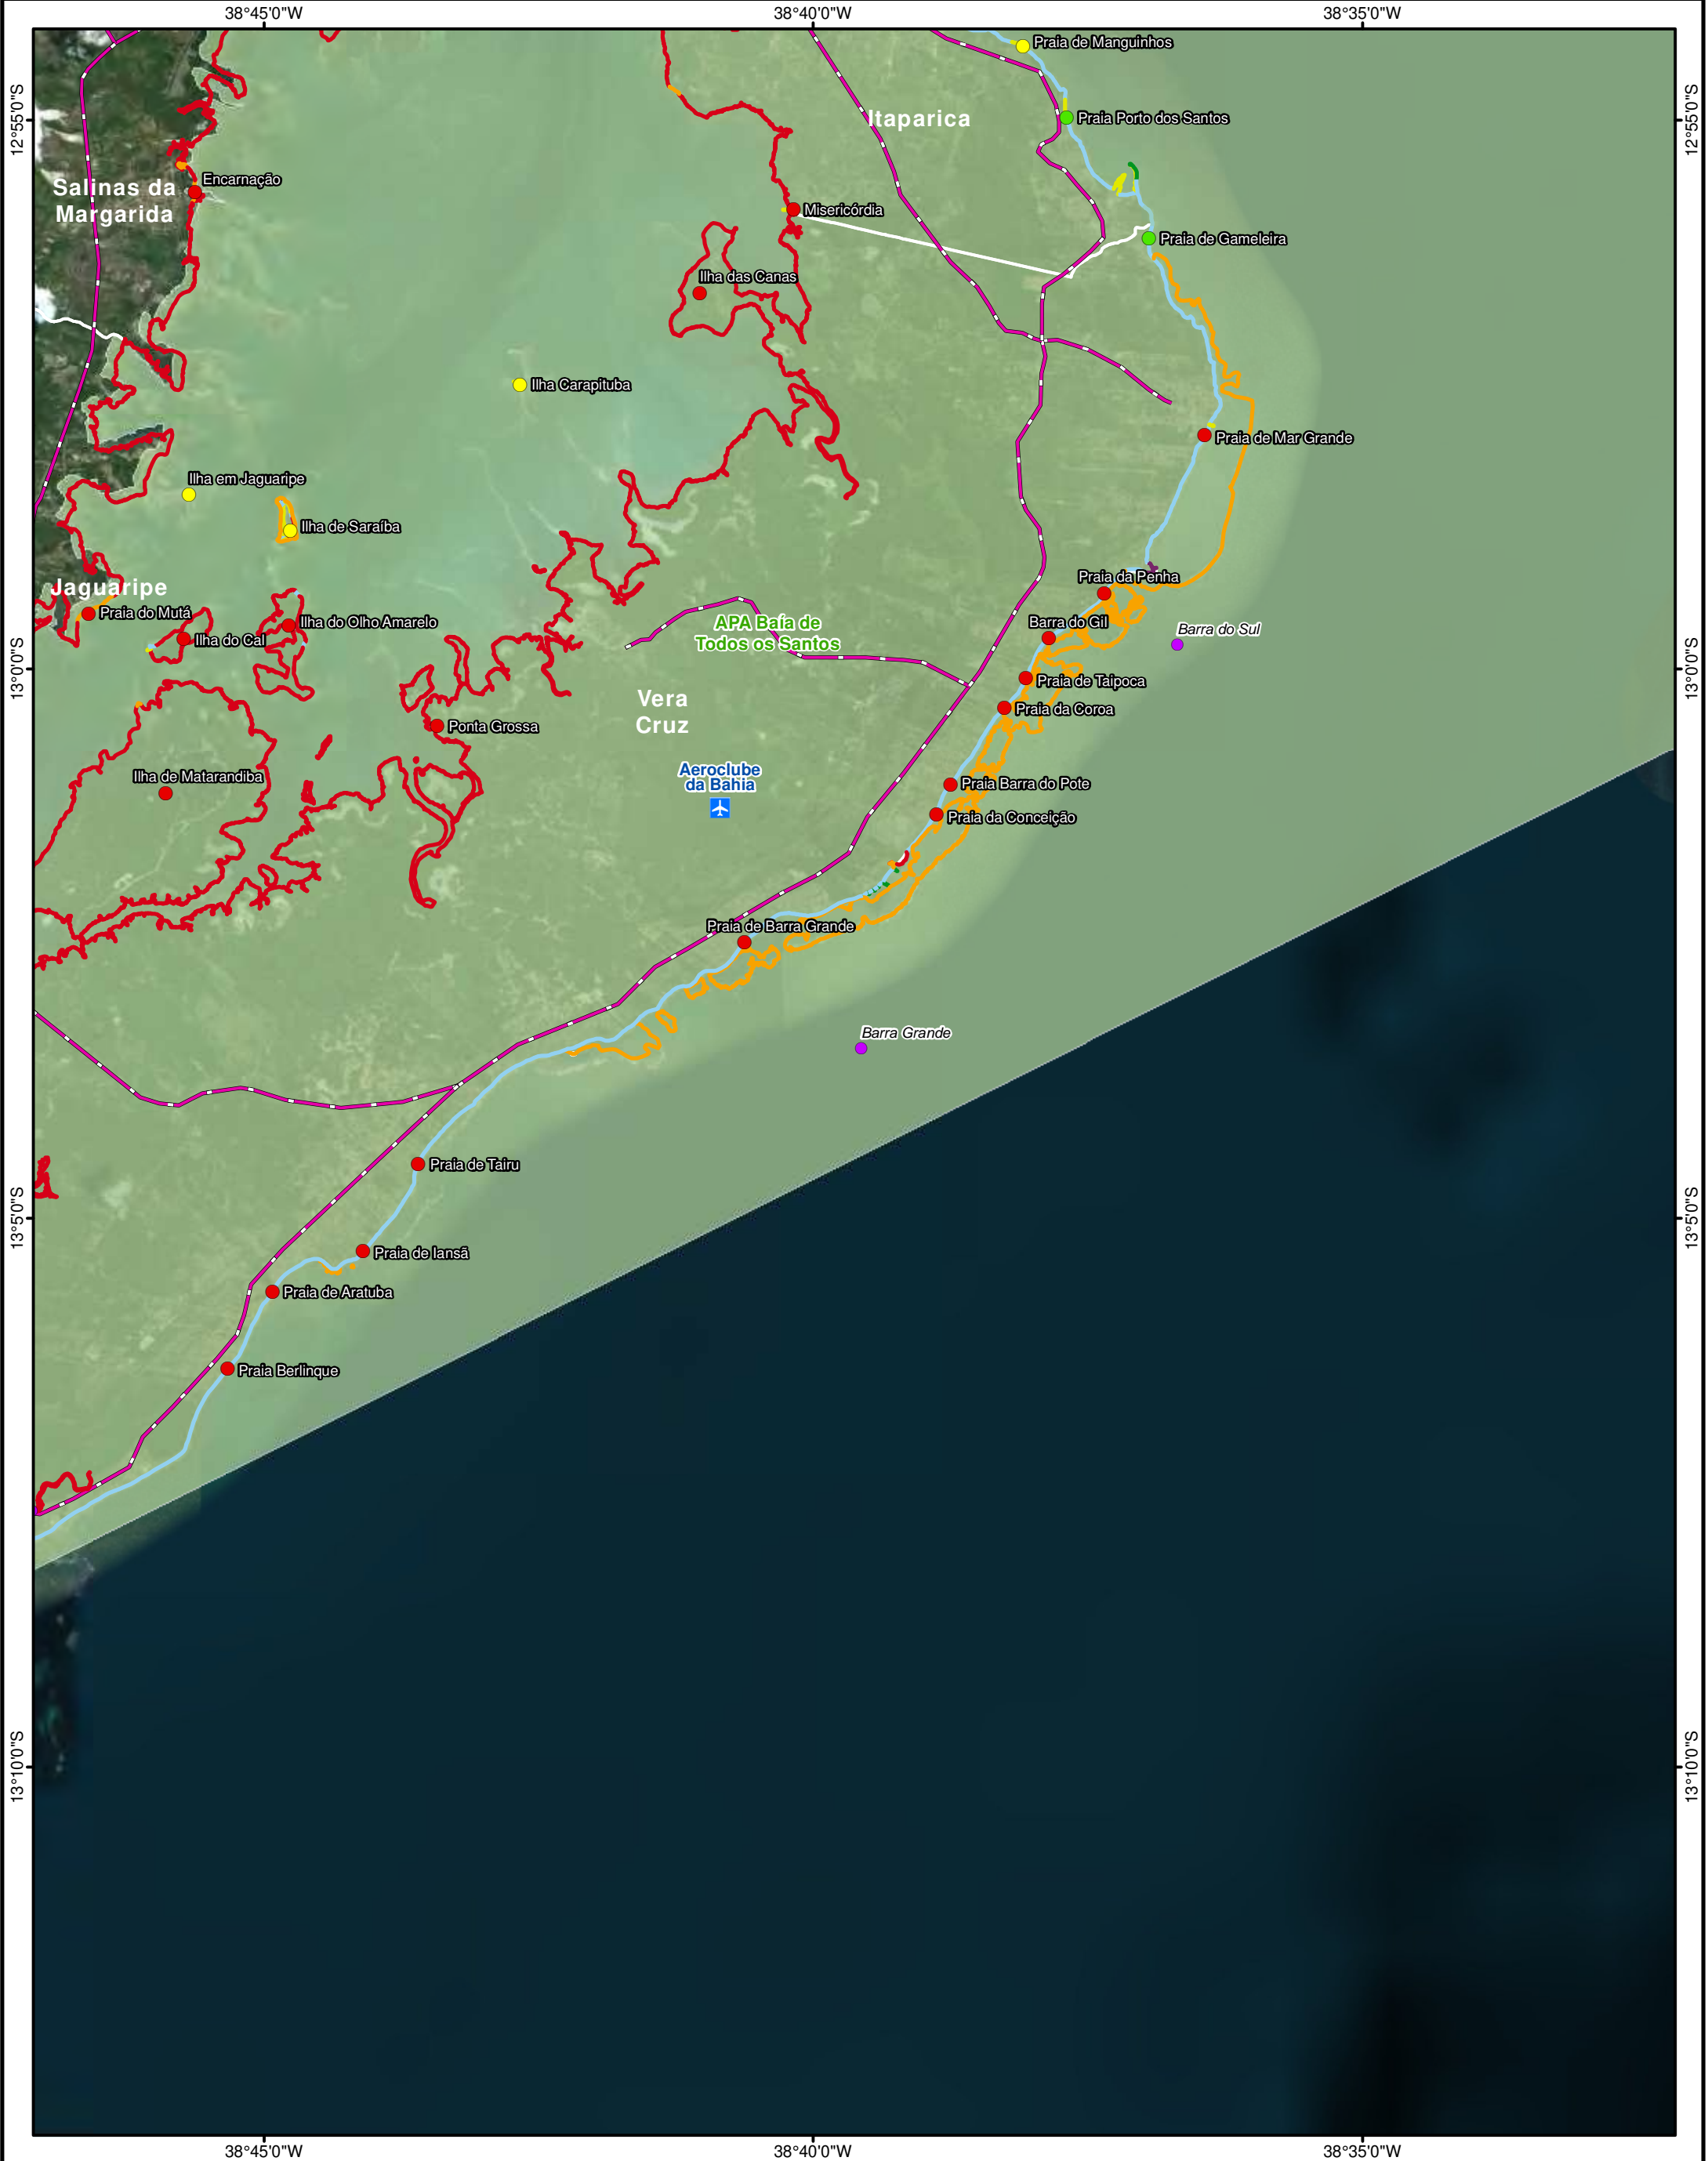 38°45'0"W
38°40'0"W
38°35'0"W
Praia de Manguinhos
12°55'0"S
12°55'0"S
Itaparica
Praia Porto dos Santos
Encarnação
Salinas da
Margarida
Misericórdia
Praia de Gameleira
Ilha das Canas
Ilha Carapituba
Praia de Mar Grande
Ilha em Jaguaripe
Ilha de Saraíba
Jaguaripe
Praia da Penha
Praia do Mutá
Ilha do Olho Amarelo
Barra do Gil
APA Baía de
Todos os Santos
Barra do Sul
Ilha do Cal
13°0'0"S
13°0'0"S
Praia de Taipoca
Vera
Cruz
Praia da Coroa
Ponta Grossa
Aeroclube
da Bahia
Ilha de Matarandiba
Praia Barra do Pote
Praia da Conceição
Praia de Barra Grande
Barra Grande
Praia de Tairu
13°5'0"S
13°5'0"S
Praia de Iansã
Praia de Aratuba
Praia Berlinque
13°10'0"S
13°10'0"S
38°45'0"W
38°40'0"W
38°35'0"W